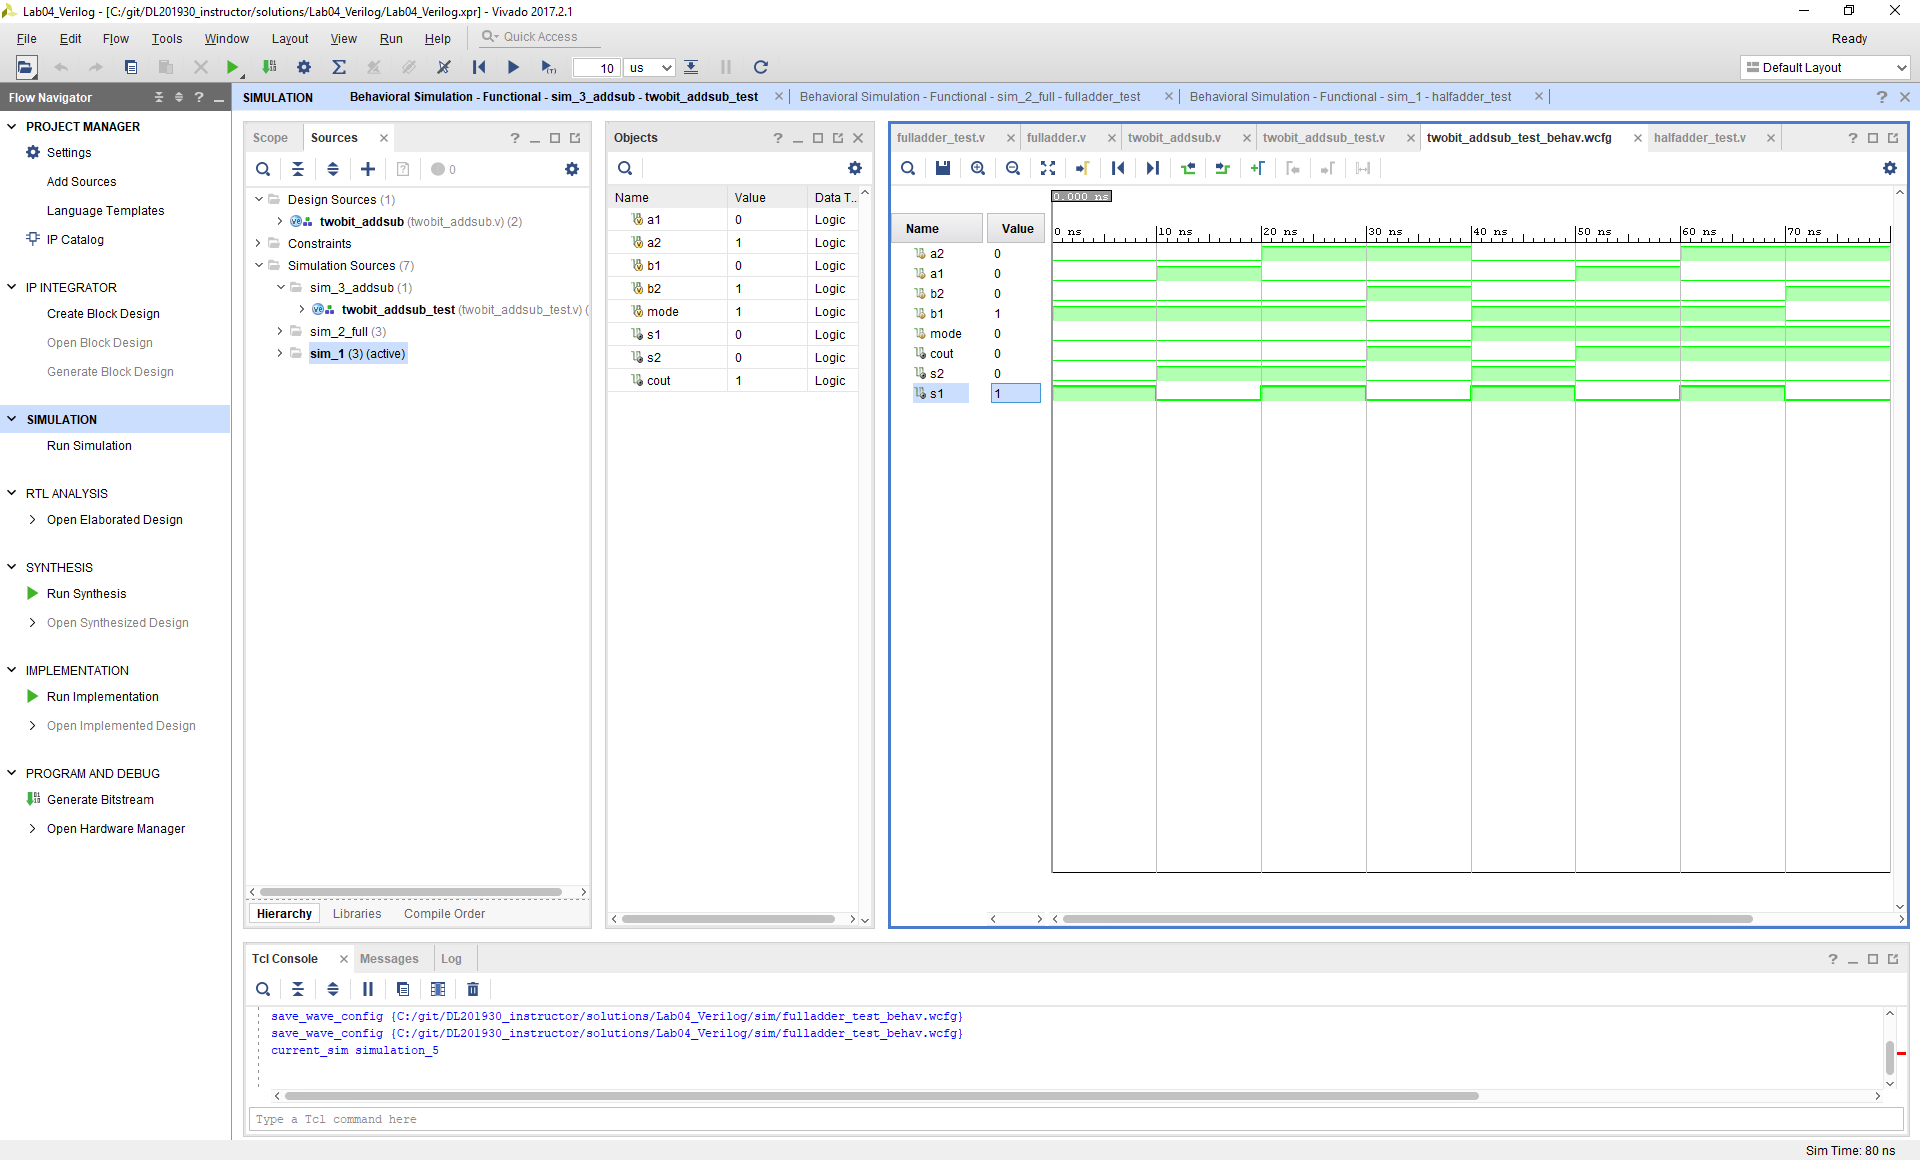 Lab04_Verilog - [C:/git/DL201930_instructor/solutions/Lab04_Verilog/Lab04_Verilog.xpr] - Vivado 2017.2.1
File Edit Flow Tools Window Layout View Run Help Quick Access Ready
10 us Default Layout
Flow Navigator
SIMULATION Behavioral Simulation - Functional - sim_3_addsub - twobit_addsub_test Behavioral Simulation - Functional - sim_2_full - fulladder_test Behavioral Simulation - Functional - sim_1 - halfadder_test
PROJECT MANAGER
Settings
Add Sources
Language Templates
IP Catalog
IP INTEGRATOR
Create Block Design
Open Block Design
Generate Block Design
SIMULATION
Run Simulation
RTL ANALYSIS
Open Elaborated Design
SYNTHESIS
Run Synthesis
Open Synthesized Design
IMPLEMENTATION
Run Implementation
Open Implemented Design
PROGRAM AND DEBUG
Generate Bitstream
Open Hardware Manager
Scope Sources
0
Design Sources (1)
twobit_addsub (twobit_addsub.v) (2)
Constraints
Simulation Sources (7)
sim_3_addsub (1)
twobit_addsub_test (twobit_addsub_test.v) (
sim_2_full (3)
sim_1 (3) (active)
Hierarchy Libraries Compile Order
Objects
Name Value Data T...
a1 0 Logic
a2 1 Logic
b1 0 Logic
b2 1 Logic
mode 1 Logic
s1 0 Logic
s2 0 Logic
cout 1 Logic
fulladder_test.v fulladder.v twobit_addsub.v twobit_addsub_test.v twobit_addsub_test_behav.wcfg halfadder_test.v
0.000 ns
Name Value
0 ns 10 ns 20 ns 30 ns 40 ns 50 ns 60 ns 70 ns
a2 0
a1 0
b2 0
b1 1
mode 0
cout 0
s2 0
s1 1
Tcl Console Messages Log
save_wave_config {C:/git/DL201930_instructor/solutions/Lab04_Verilog/sim/fulladder_test_behav.wcfg}
save_wave_config {C:/git/DL201930_instructor/solutions/Lab04_Verilog/sim/fulladder_test_behav.wcfg}
current_sim simulation_5
Type a Tcl command here
Sim Time: 80 ns